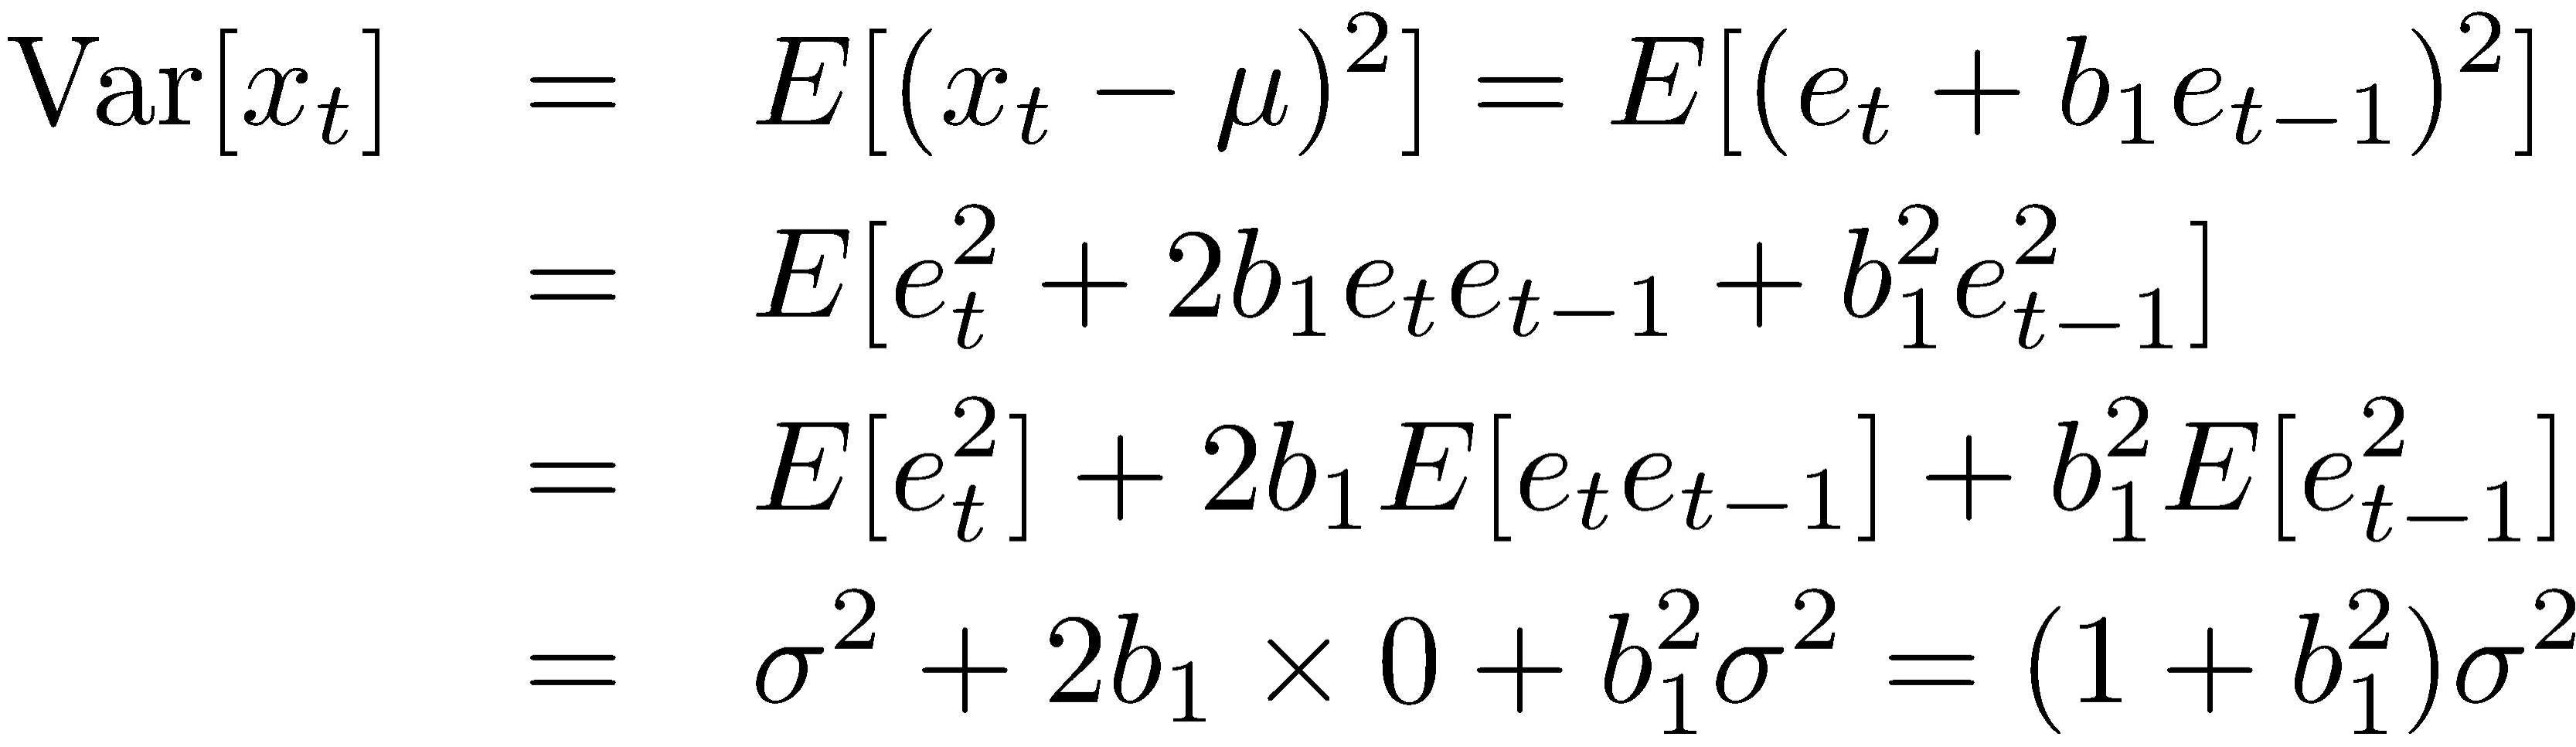 Var[x_t] = E[(x_t − μ)^2] = E[(e_t + b_1e_{t−1})^2]
= E[e_t^2 + 2b_1e_te_{t−1} + b_1^2e_{t−1}^2]
= E[e_t^2] + 2b_1E[e_te_{t−1}] + b_1^2E[e_{t−1}^2]
= σ^2 + 2b_1 × 0 + b_1^2σ^2 = (1 + b_1^2)σ^2